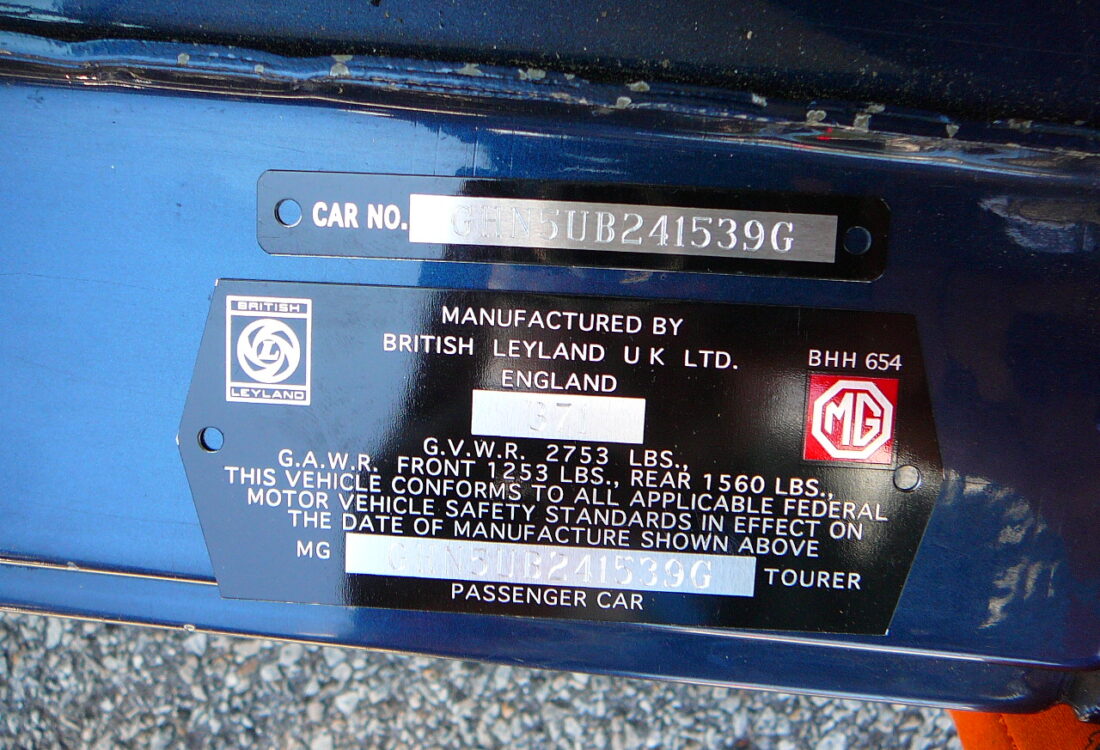 CAR NO. GHN5UB241539G
BRITISH
L
LEYLAND
MANUFACTURED BY
BRITISH LEYLAND U K LTD.
ENGLAND
BHH 654
MG
371
G.V.W.R. 2753 LBS.,
G.A.W.R. FRONT 1253 LBS., REAR 1560 LBS.,
THIS VEHICLE CONFORMS TO ALL APPLICABLE FEDERAL
MOTOR VEHICLE SAFETY STANDARDS IN EFFECT ON
THE DATE OF MANUFACTURE SHOWN ABOVE
MG GHN5UB241539G TOURER
PASSENGER CAR